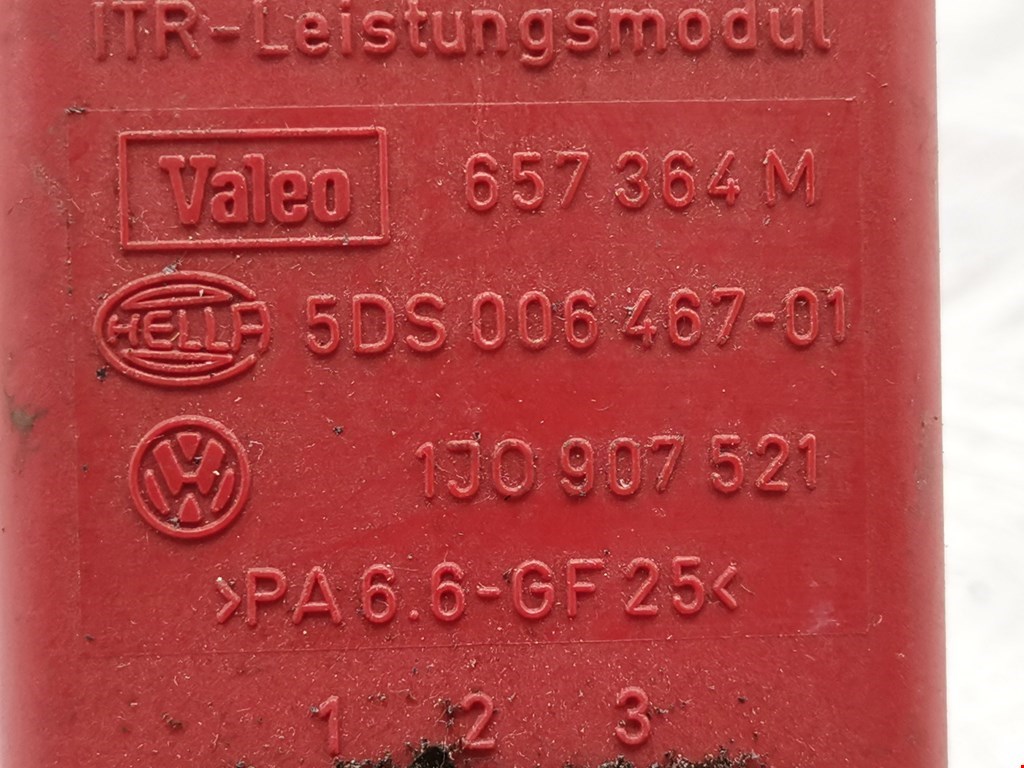 ITR-Leistungsmodul
Valeo 657 364 M
HELLA 5DS 006 467-01
VW 1J0 907 521
>PA 6.6-GF 25<
1 2 3